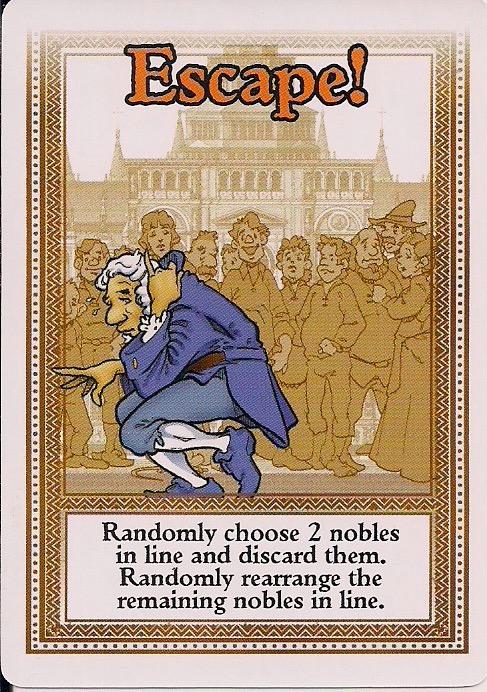 Escape!
Randomly choose 2 nobles
in line and discard them.
Randomly rearrange the
remaining nobles in line.